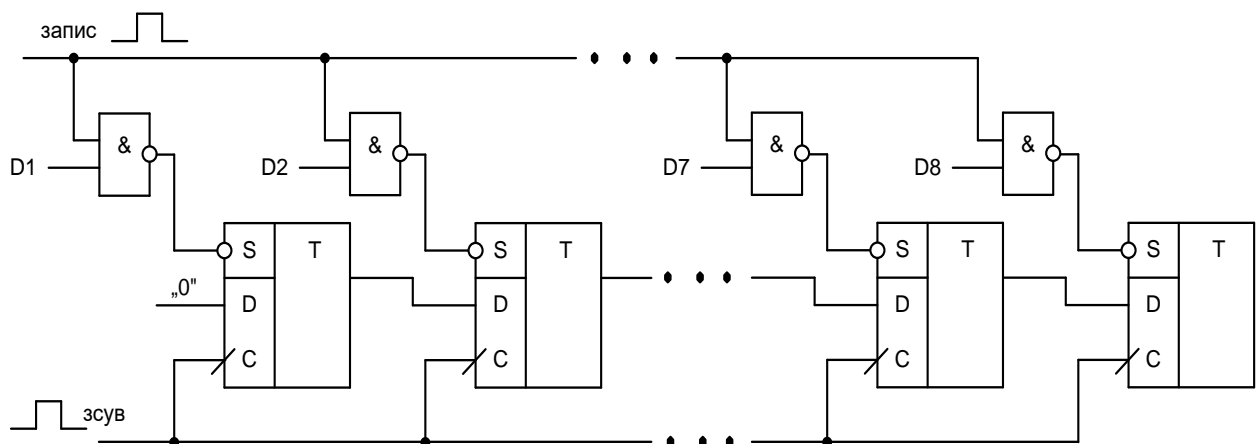 запис
& & & &
D1 D2 D7 D8
S T S T S T S T
„0"
D D D D
C C C C
зсув